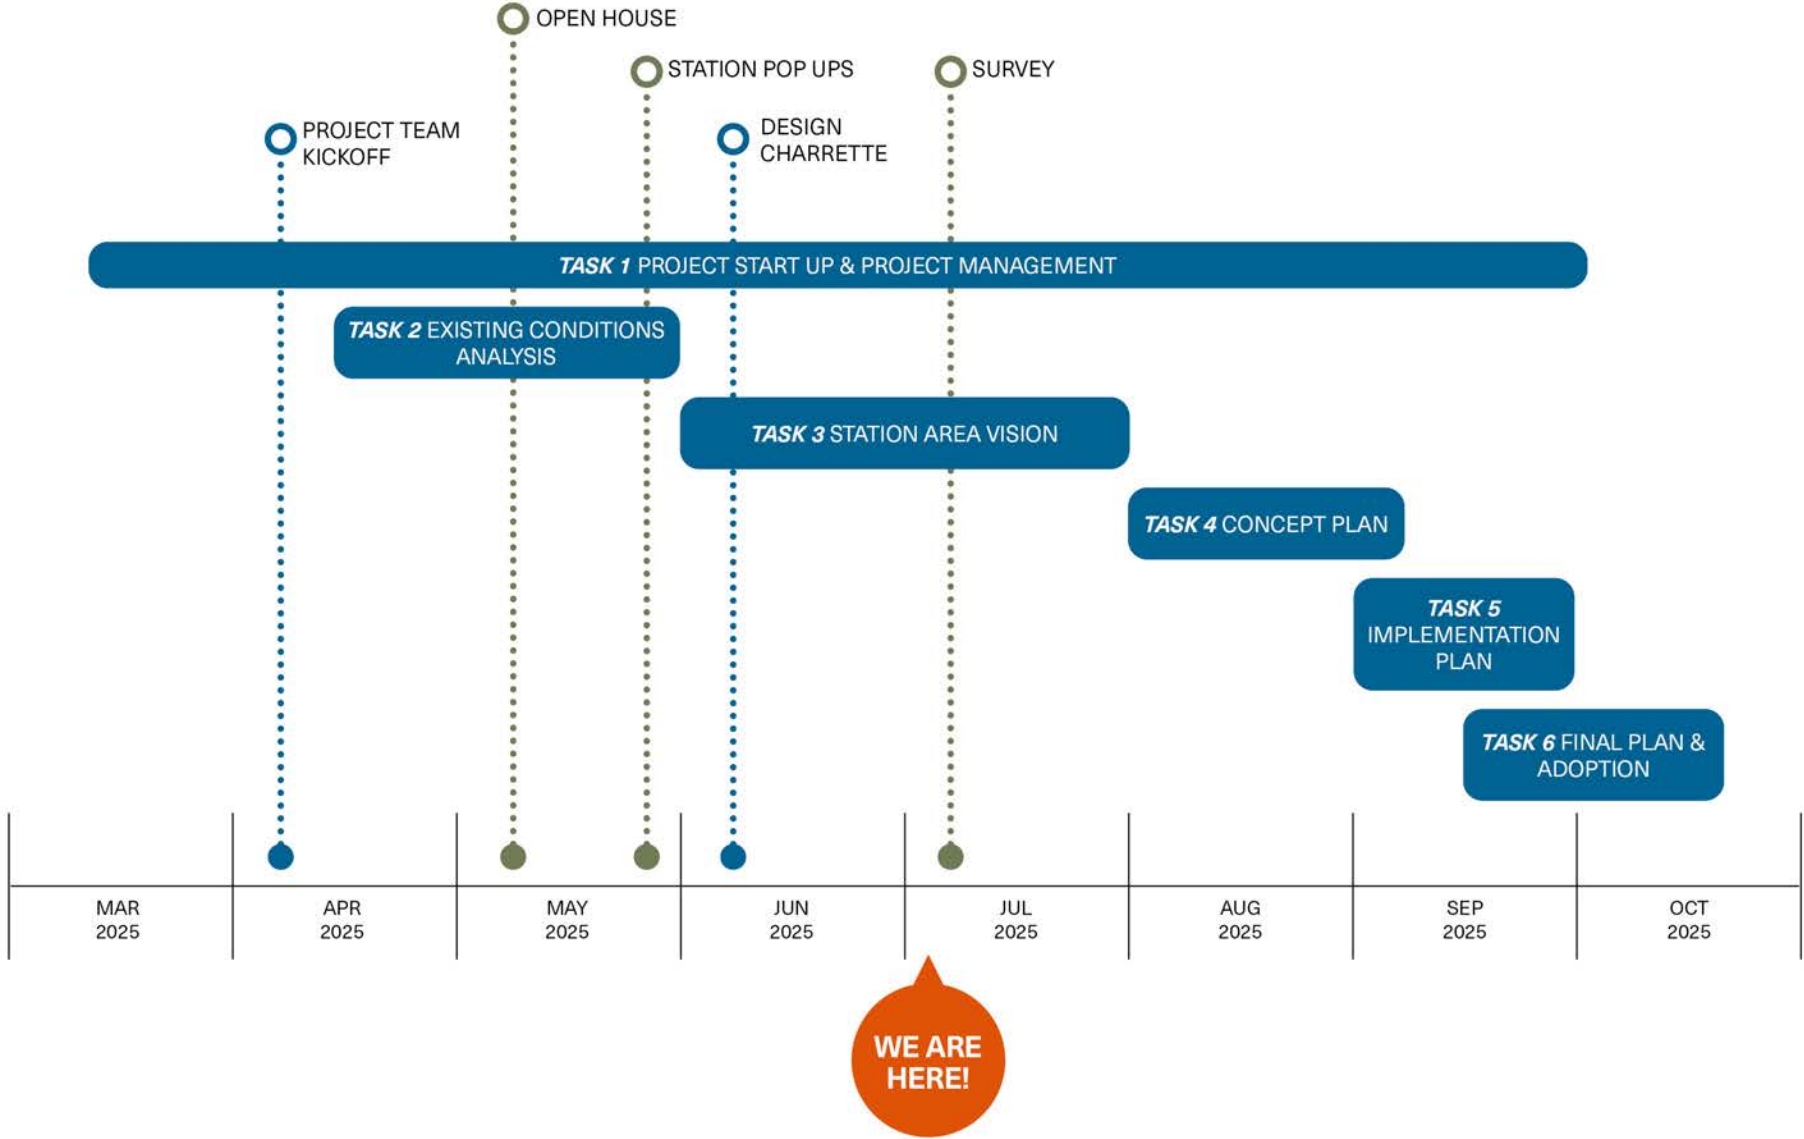 OPEN HOUSE
STATION POP UPS
SURVEY
PROJECT TEAM
KICKOFF
DESIGN
CHARRETTE
TASK 1 PROJECT START UP & PROJECT MANAGEMENT
TASK 2 EXISTING CONDITIONS
ANALYSIS
TASK 3 STATION AREA VISION
TASK 4 CONCEPT PLAN
TASK 5
IMPLEMENTATION
PLAN
TASK 6 FINAL PLAN &
ADOPTION
MAR
2025
APR
2025
MAY
2025
JUN
2025
JUL
2025
AUG
2025
SEP
2025
OCT
2025
WE ARE
HERE!